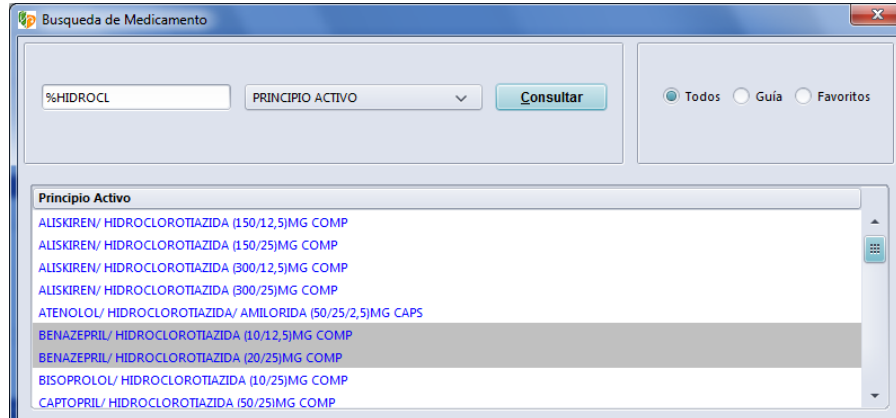 Busqueda de Medicamento
%HIDROCL PRINCIPIO ACTIVO Consultar Todos Guía Favoritos
Principio Activo
ALISKIREN/ HIDROCLOROTIAZIDA (150/12,5)MG COMP
ALISKIREN/ HIDROCLOROTIAZIDA (150/25)MG COMP
ALISKIREN/ HIDROCLOROTIAZIDA (300/12,5)MG COMP
ALISKIREN/ HIDROCLOROTIAZIDA (300/25)MG COMP
ATENOLOL/ HIDROCLOROTIAZIDA/ AMILORIDA (50/25/2,5)MG CAPS
BENAZEPRIL/ HIDROCLOROTIAZIDA (10/12,5)MG COMP
BENAZEPRIL/ HIDROCLOROTIAZIDA (20/25)MG COMP
BISOPROLOL/ HIDROCLOROTIAZIDA (10/25)MG COMP
CAPTOPRIL/ HIDROCLOROTIAZIDA (50/25)MG COMP